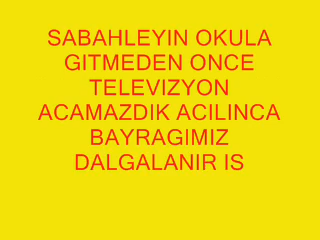 SABAHLEYIN OKULA
GITMEDEN ONCE
TELEVIZYON
ACAMAZDIK ACILINCA
BAYRAGIMIZ
DALGALANIR IS